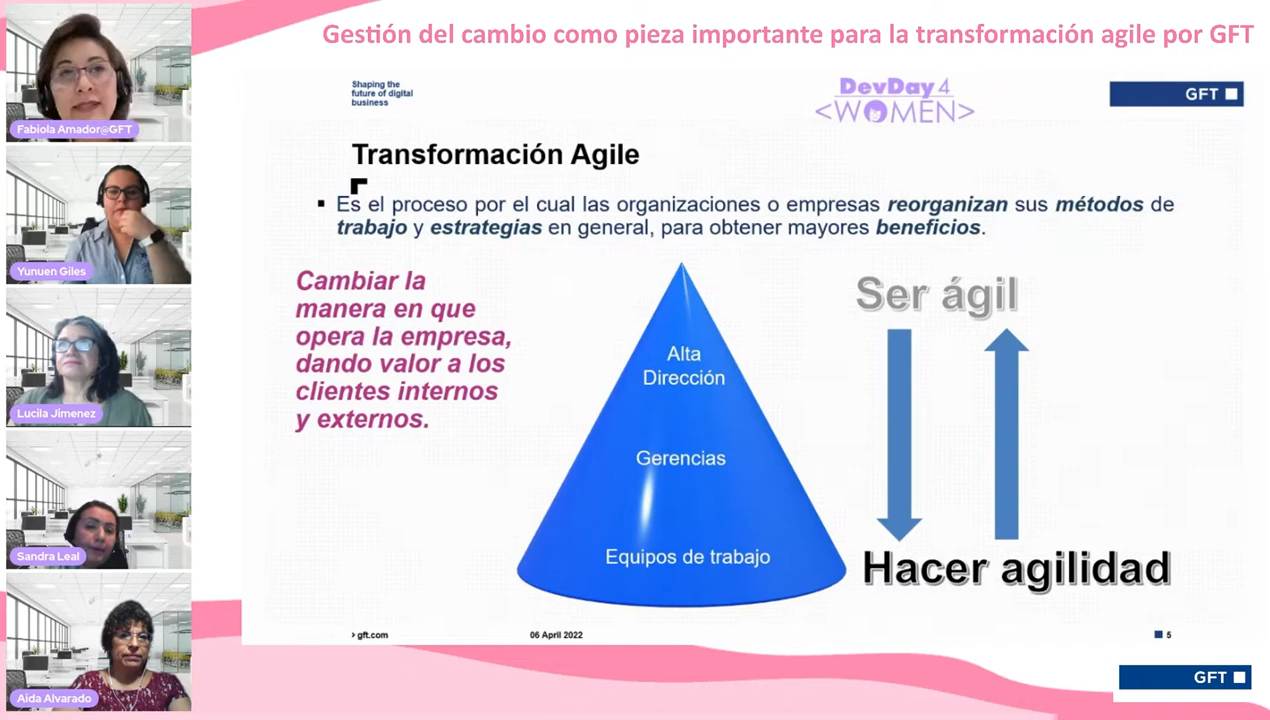 Gestión del cambio como pieza importante para la transformación agile por GFT
Shaping the
future of digital
business
DevDay 4
<WOMEN>
GFT
Transformación Agile
Es el proceso por el cual las organizaciones o empresas reorganizan sus métodos de
trabajo y estrategias en general, para obtener mayores beneficios.
Cambiar la
manera en que
opera la empresa,
dando valor a los
clientes internos
y externos.
Alta
Dirección
Gerencias
Equipos de trabajo
Ser ágil
Hacer agilidad
> gft.com
06 April 2022
5
GFT
Fabiola Amador@GFT
Yunuen Giles
Lucila Jimenez
Sandra Leal
Aida Alvarado